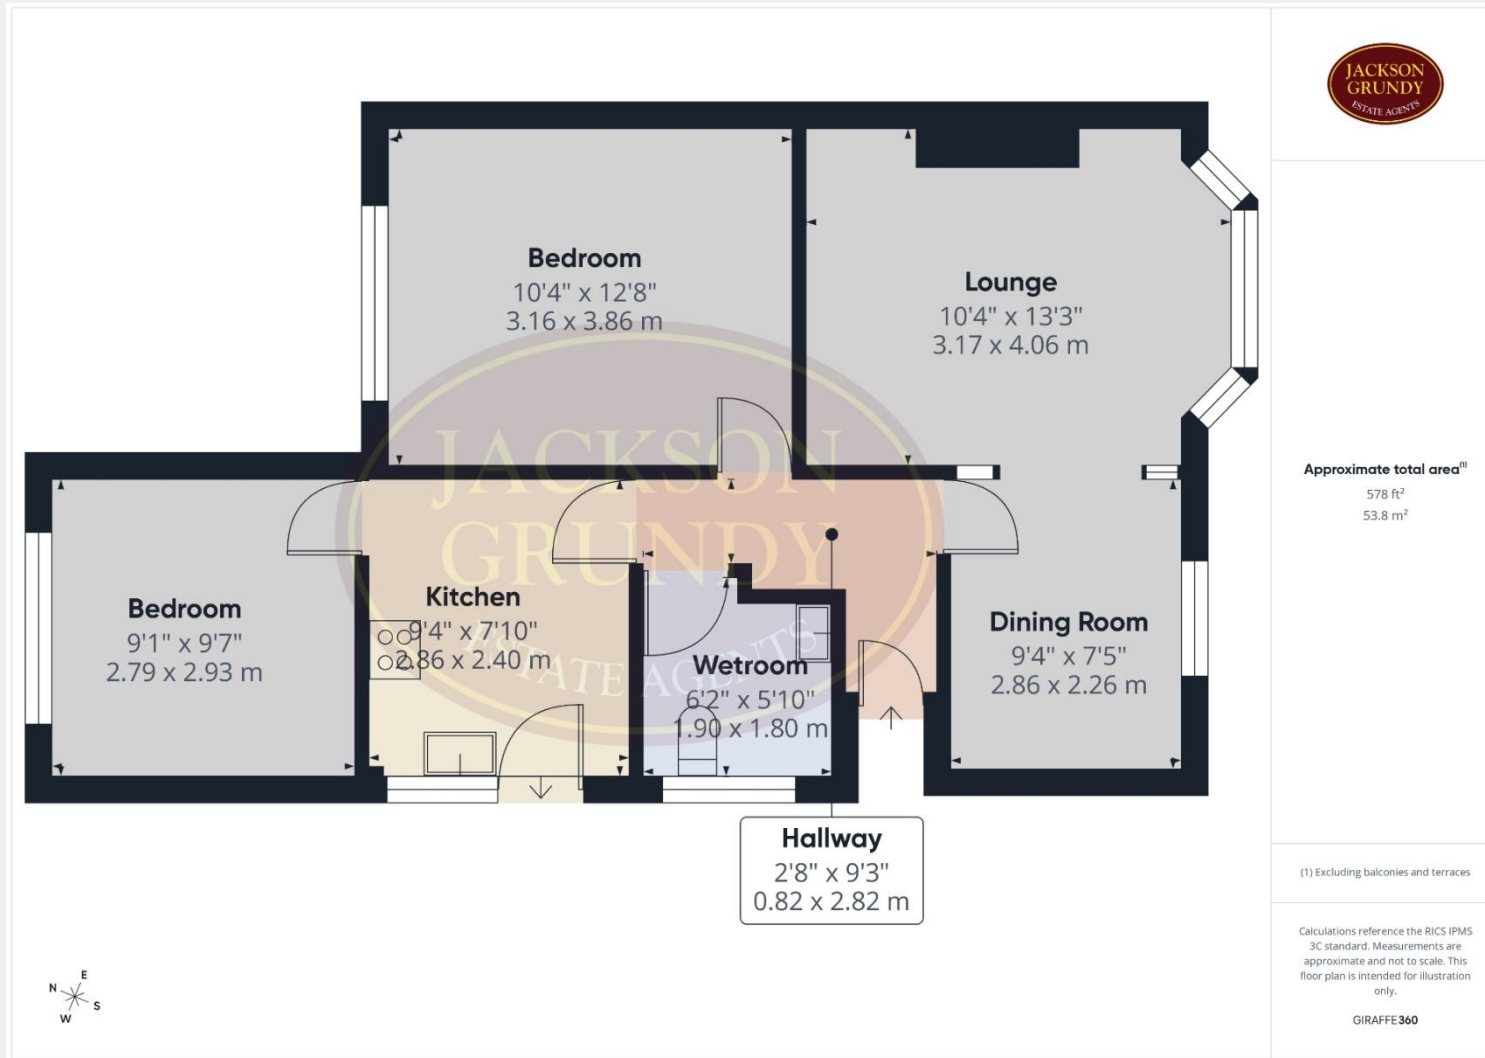 JACKSON
GRUNDY
ESTATE AGENTS
Bedroom
10'4" x 12'8"
3.16 x 3.86 m
Lounge
10'4" x 13'3"
3.17 x 4.06 m
JACKSON
GRUNDY
ESTATE AGENTS
Bedroom
9'1" x 9'7"
2.79 x 2.93 m
Kitchen
9'4" x 7'10"
2.86 x 2.40 m
Wetroom
6'2" x 5'10"
1.90 x 1.80 m
Dining Room
9'4" x 7'5"
2.86 x 2.26 m
Hallway
2'8" x 9'3"
0.82 x 2.82 m
Approximate total area(1)
578 ft²
53.8 m²
(1) Excluding balconies and terraces
Calculations reference the RICS IPMS
3C standard. Measurements are
approximate and not to scale. This
floor plan is intended for illustration
only.
GIRAFFE360
E
N
S
W